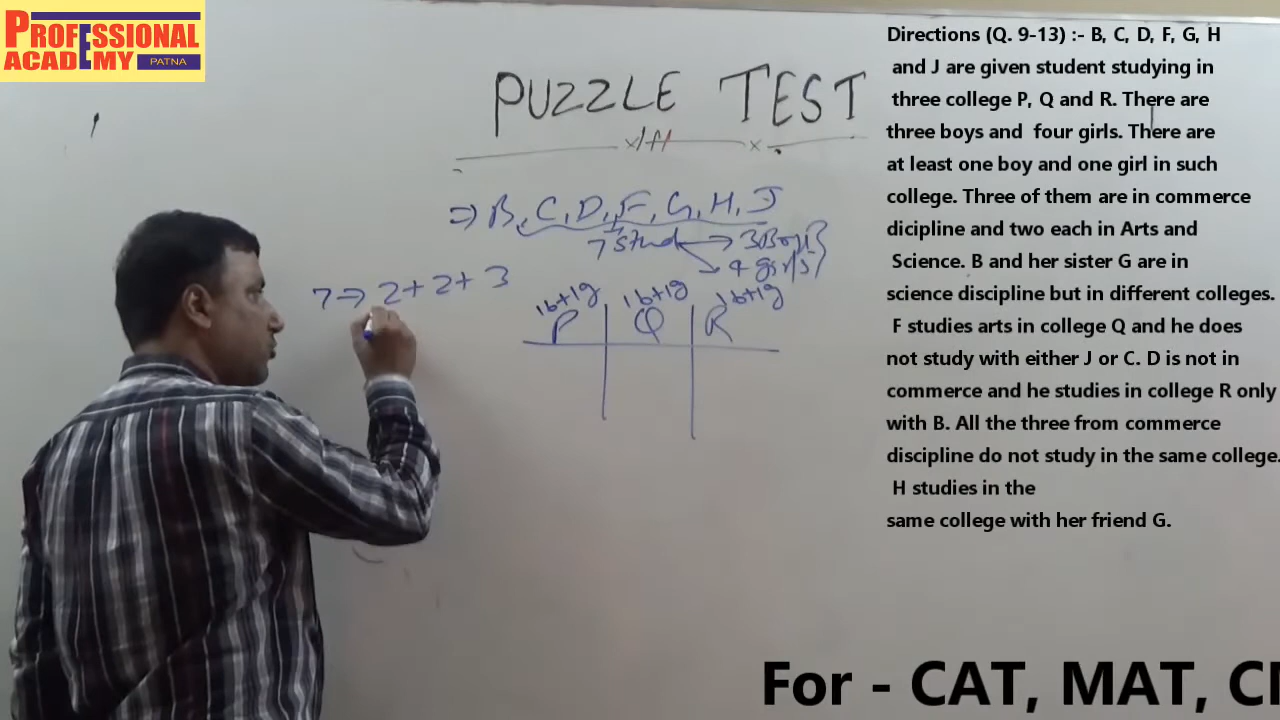 PROFESSIONAL
ACADEMY PATNA
PUZZLE TEST
⇒ B, C, D, F, G, H, J
7 Stud → 3 Boys
→ 4 girls
7 ⇒ 2 + 2 + 3
1b+1g 1b+1g 1b+1g
P Q R
Directions (Q. 9-13) :- B, C, D, F, G, H
and J are given student studying in
three college P, Q and R. There are
three boys and four girls. There are
at least one boy and one girl in such
college. Three of them are in commerce
dicipline and two each in Arts and
Science. B and her sister G are in
science discipline but in different colleges.
F studies arts in college Q and he does
not study with either J or C. D is not in
commerce and he studies in college R only
with B. All the three from commerce
discipline do not study in the same college.
H studies in the
same college with her friend G.
For - CAT, MAT,